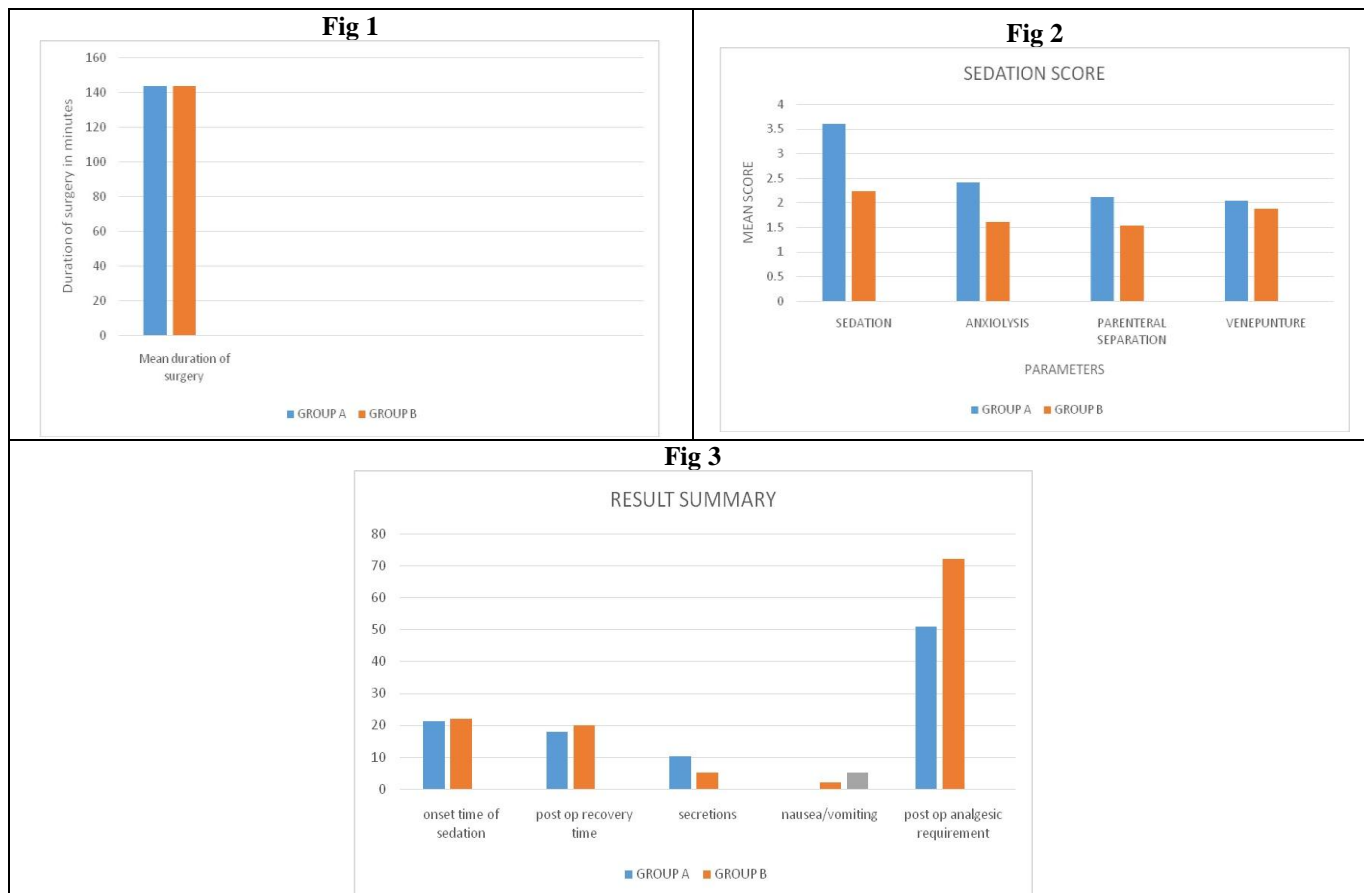 Fig 1
160
140
120
100
80
60
40
20
0
Duration of surgery in minutes
Mean duration of
surgery
GROUP A GROUP B
Fig 2
SEDATION SCORE
4
3.5
3
2.5
2
1.5
1
0.5
0
MEAN SCORE
SEDATION ANXIOLYSIS PARENTERAL VENEPUNTURE
SEPARATION
PARAMETERS
GROUP A GROUP B
Fig 3
RESULT SUMMARY
80
70
60
50
40
30
20
10
0
onset time of post op recovery secretions nausea/vomiting post op analgesic
sedation time requirement
GROUP A GROUP B